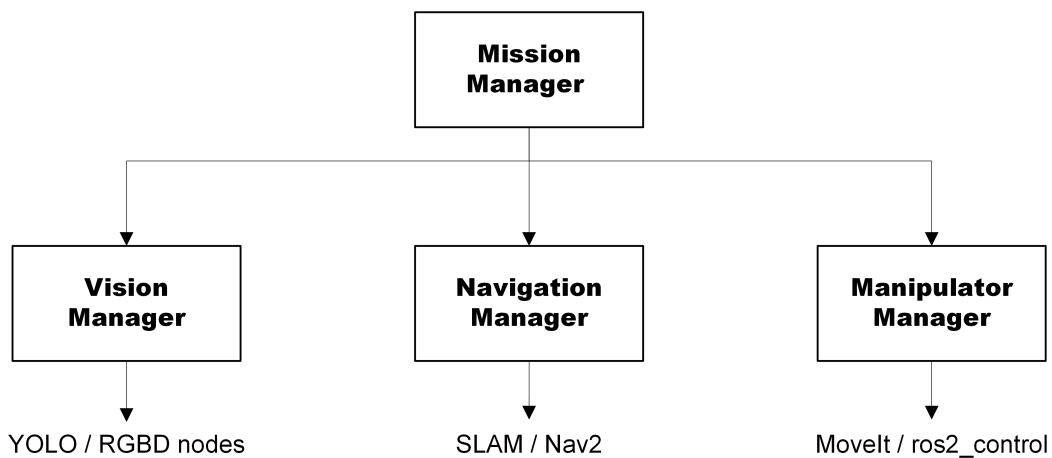 Mission
Manager
Vision
Manager
Navigation
Manager
Manipulator
Manager
YOLO / RGBD nodes
SLAM / Nav2
MoveIt / ros2_control